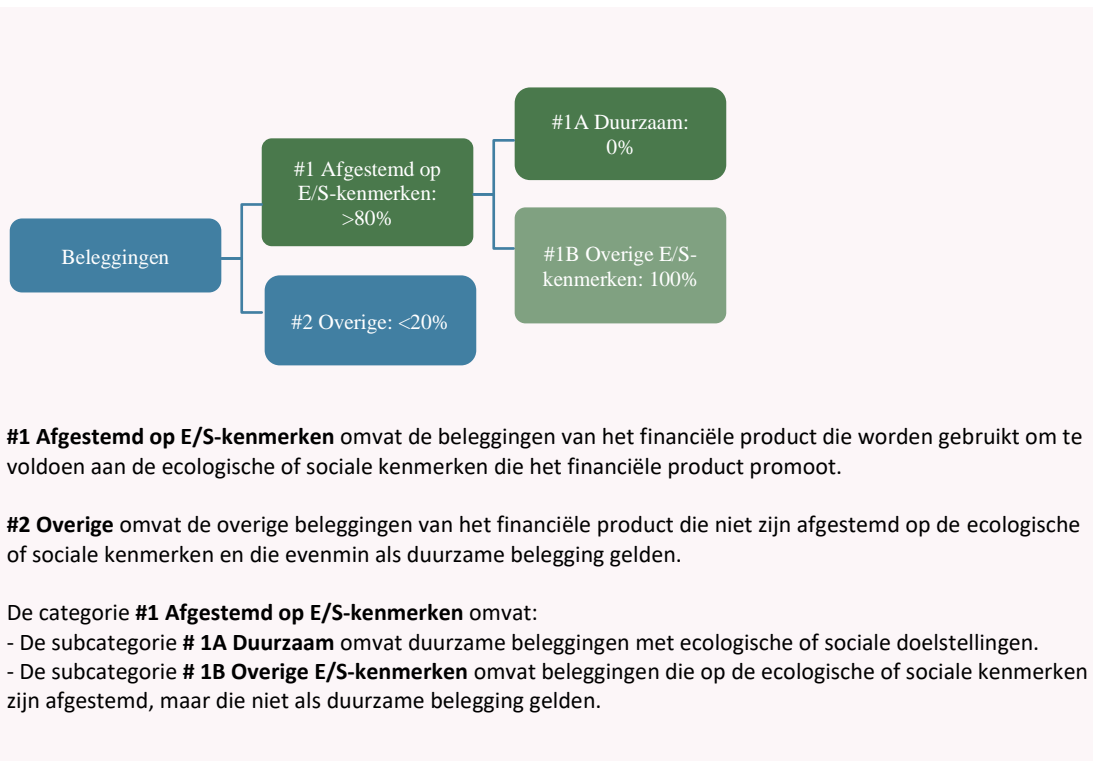 #1A Duurzaam:
0%
#1 Afgestemd op
E/S-kenmerken:
>80%
Beleggingen
#1B Overige E/S-
kenmerken: 100%
#2 Overige: <20%
#1 Afgestemd op E/S-kenmerken omvat de beleggingen van het financiële product die worden gebruikt om te
voldoen aan de ecologische of sociale kenmerken die het financiële product promoot.
#2 Overige omvat de overige beleggingen van het financiële product die niet zijn afgestemd op de ecologische
of sociale kenmerken en die evenmin als duurzame belegging gelden.
De categorie #1 Afgestemd op E/S-kenmerken omvat:
- De subcategorie # 1A Duurzaam omvat duurzame beleggingen met ecologische of sociale doelstellingen.
- De subcategorie # 1B Overige E/S-kenmerken omvat beleggingen die op de ecologische of sociale kenmerken
zijn afgestemd, maar die niet als duurzame belegging gelden.